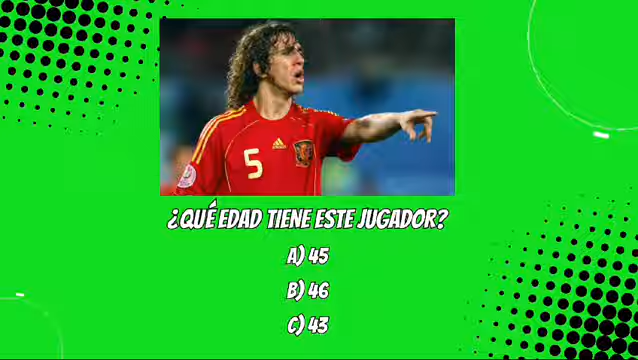 5
¿QUÉ EDAD TIENE ESTE JUGADOR?
A) 45
B) 46
C) 43